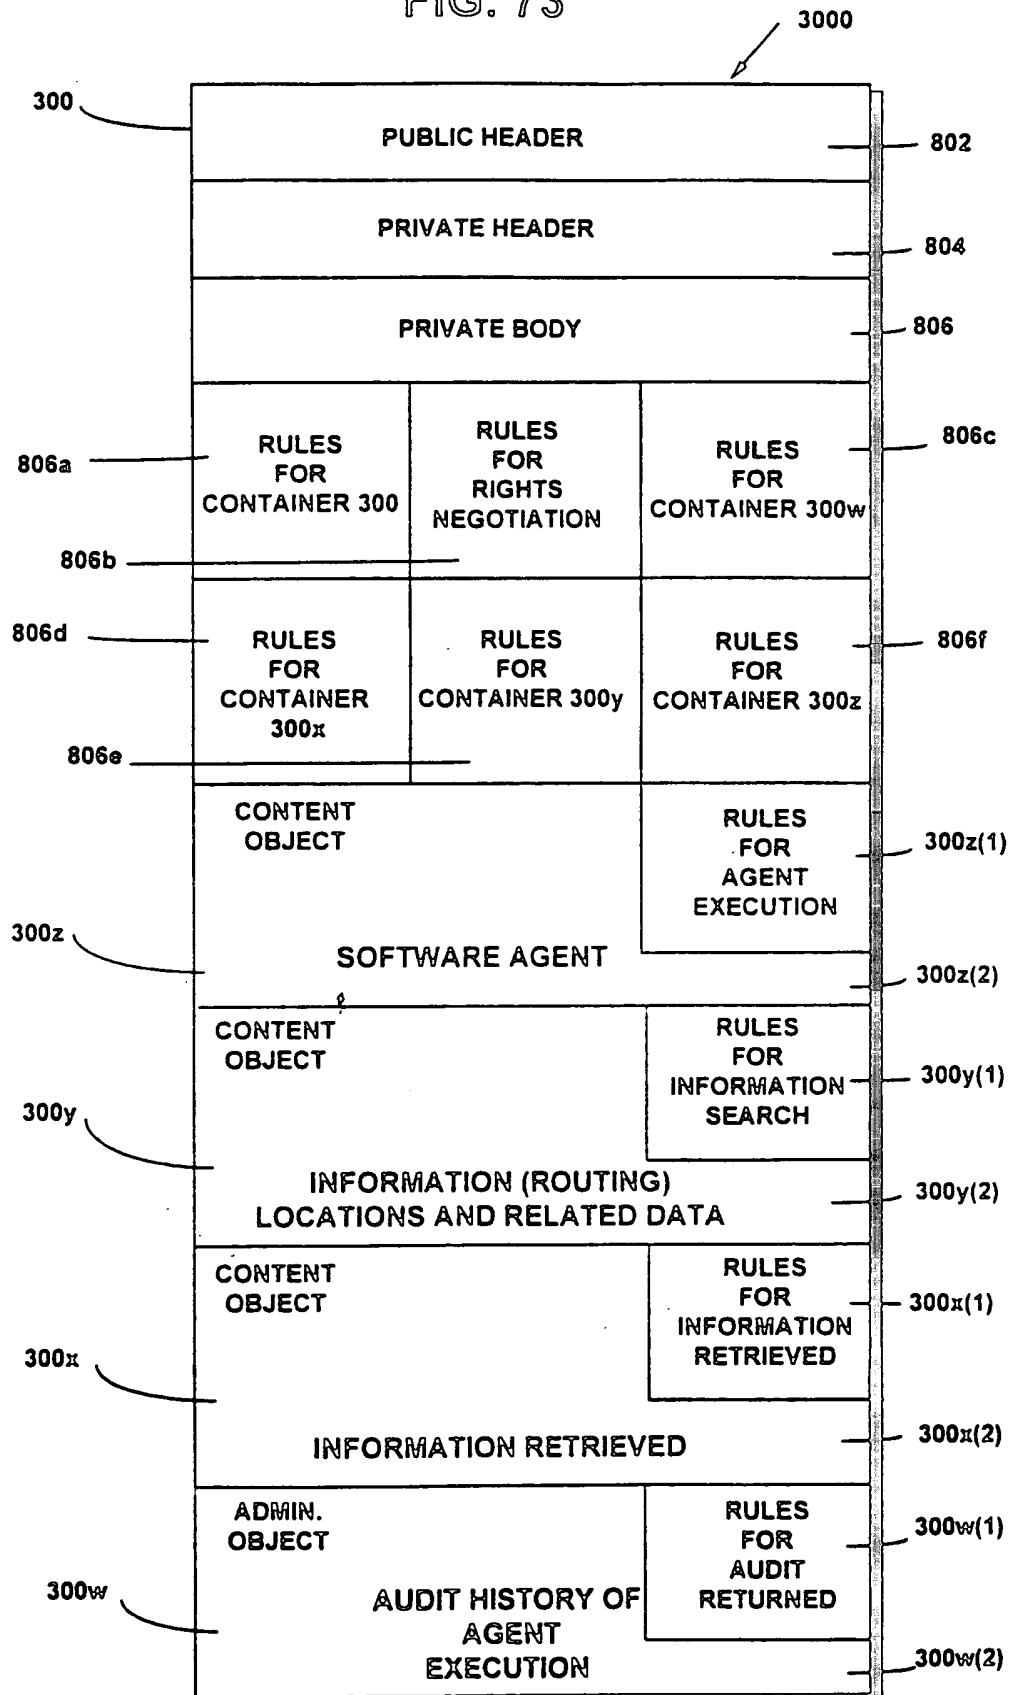 FIG. 73
3000
300
PUBLIC HEADER
802
PRIVATE HEADER
804
PRIVATE BODY
806
806a
RULES
FOR
CONTAINER 300
806b
RULES
FOR
RIGHTS
NEGOTIATION
RULES
FOR
CONTAINER 300w
806c
806d
RULES
FOR
CONTAINER
300x
806e
RULES
FOR
CONTAINER 300y
RULES
FOR
CONTAINER 300z
806f
CONTENT
OBJECT
RULES
FOR
AGENT
EXECUTION
300z(1)
300z
SOFTWARE AGENT
300z(2)
CONTENT
OBJECT
RULES
FOR
INFORMATION
SEARCH
300y(1)
300y
INFORMATION (ROUTING)
LOCATIONS AND RELATED DATA
300y(2)
CONTENT
OBJECT
RULES
FOR
INFORMATION
RETRIEVED
300x(1)
300x
INFORMATION RETRIEVED
300x(2)
ADMIN.
OBJECT
RULES
FOR
AUDIT
RETURNED
300w(1)
300w
AUDIT HISTORY OF
AGENT
EXECUTION
300w(2)